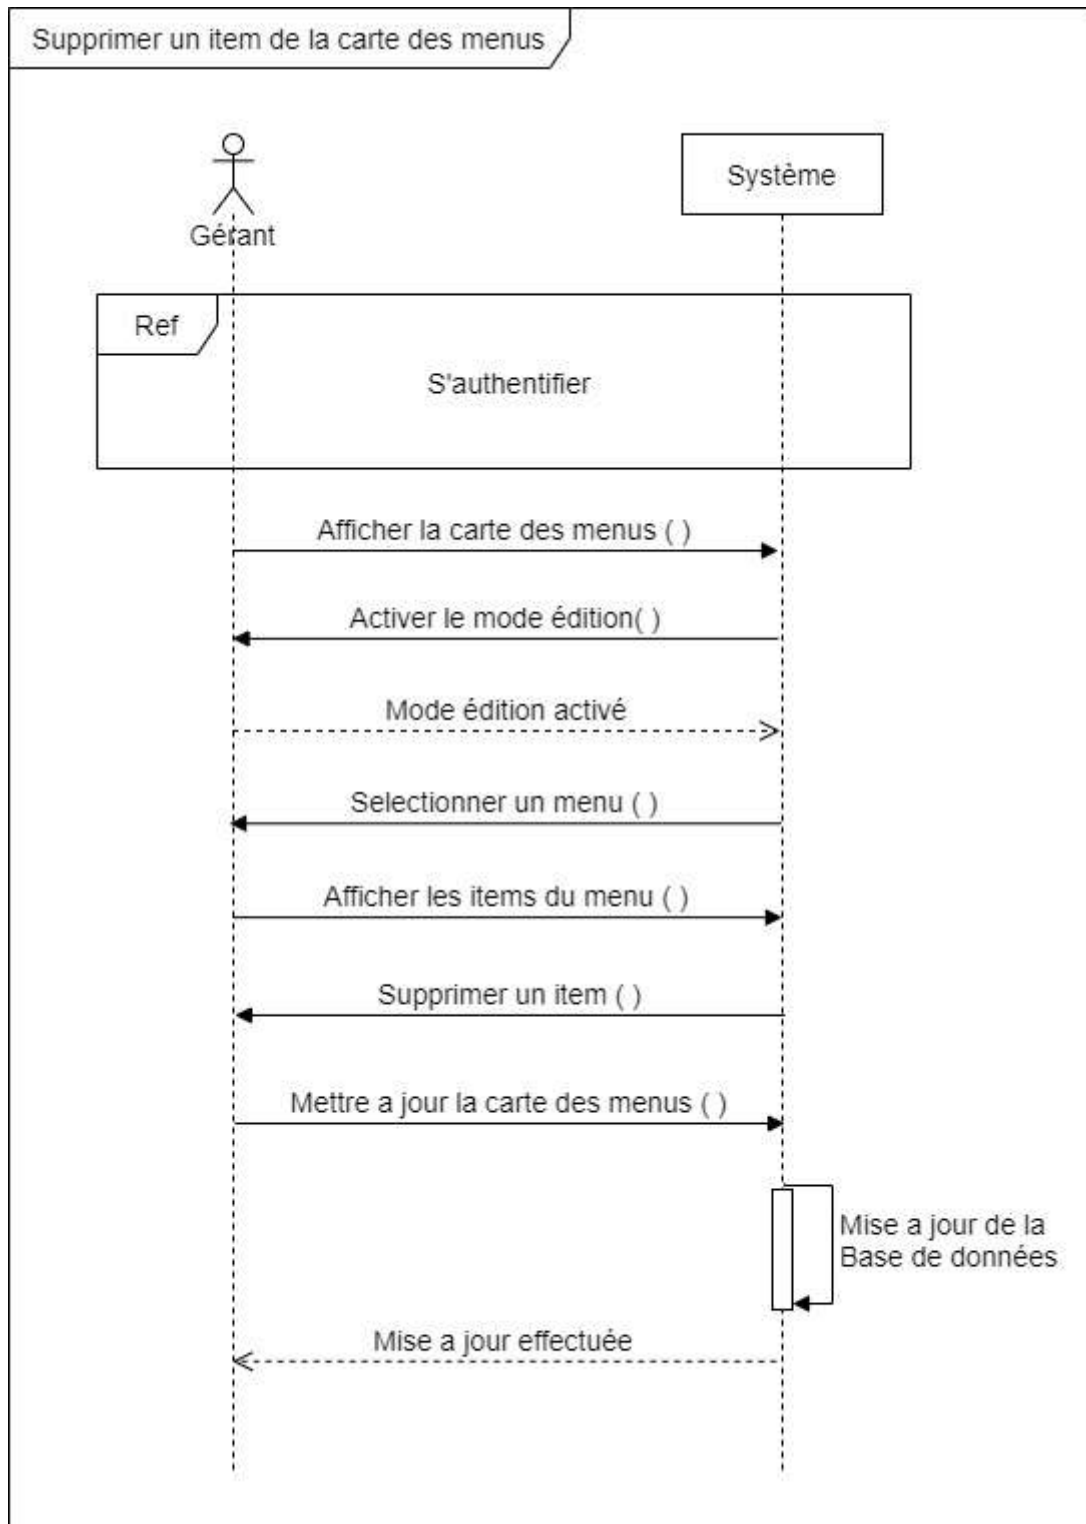 Supprimer un item de la carte des menus
Système
Gérant
Ref
S'authentifier
Afficher la carte des menus ( )
Activer le mode édition( )
Mode édition activé
Selectionner un menu ( )
Afficher les items du menu ( )
Supprimer un item ( )
Mettre a jour la carte des menus ( )
Mise a jour de la
Base de données
Mise a jour effectuée